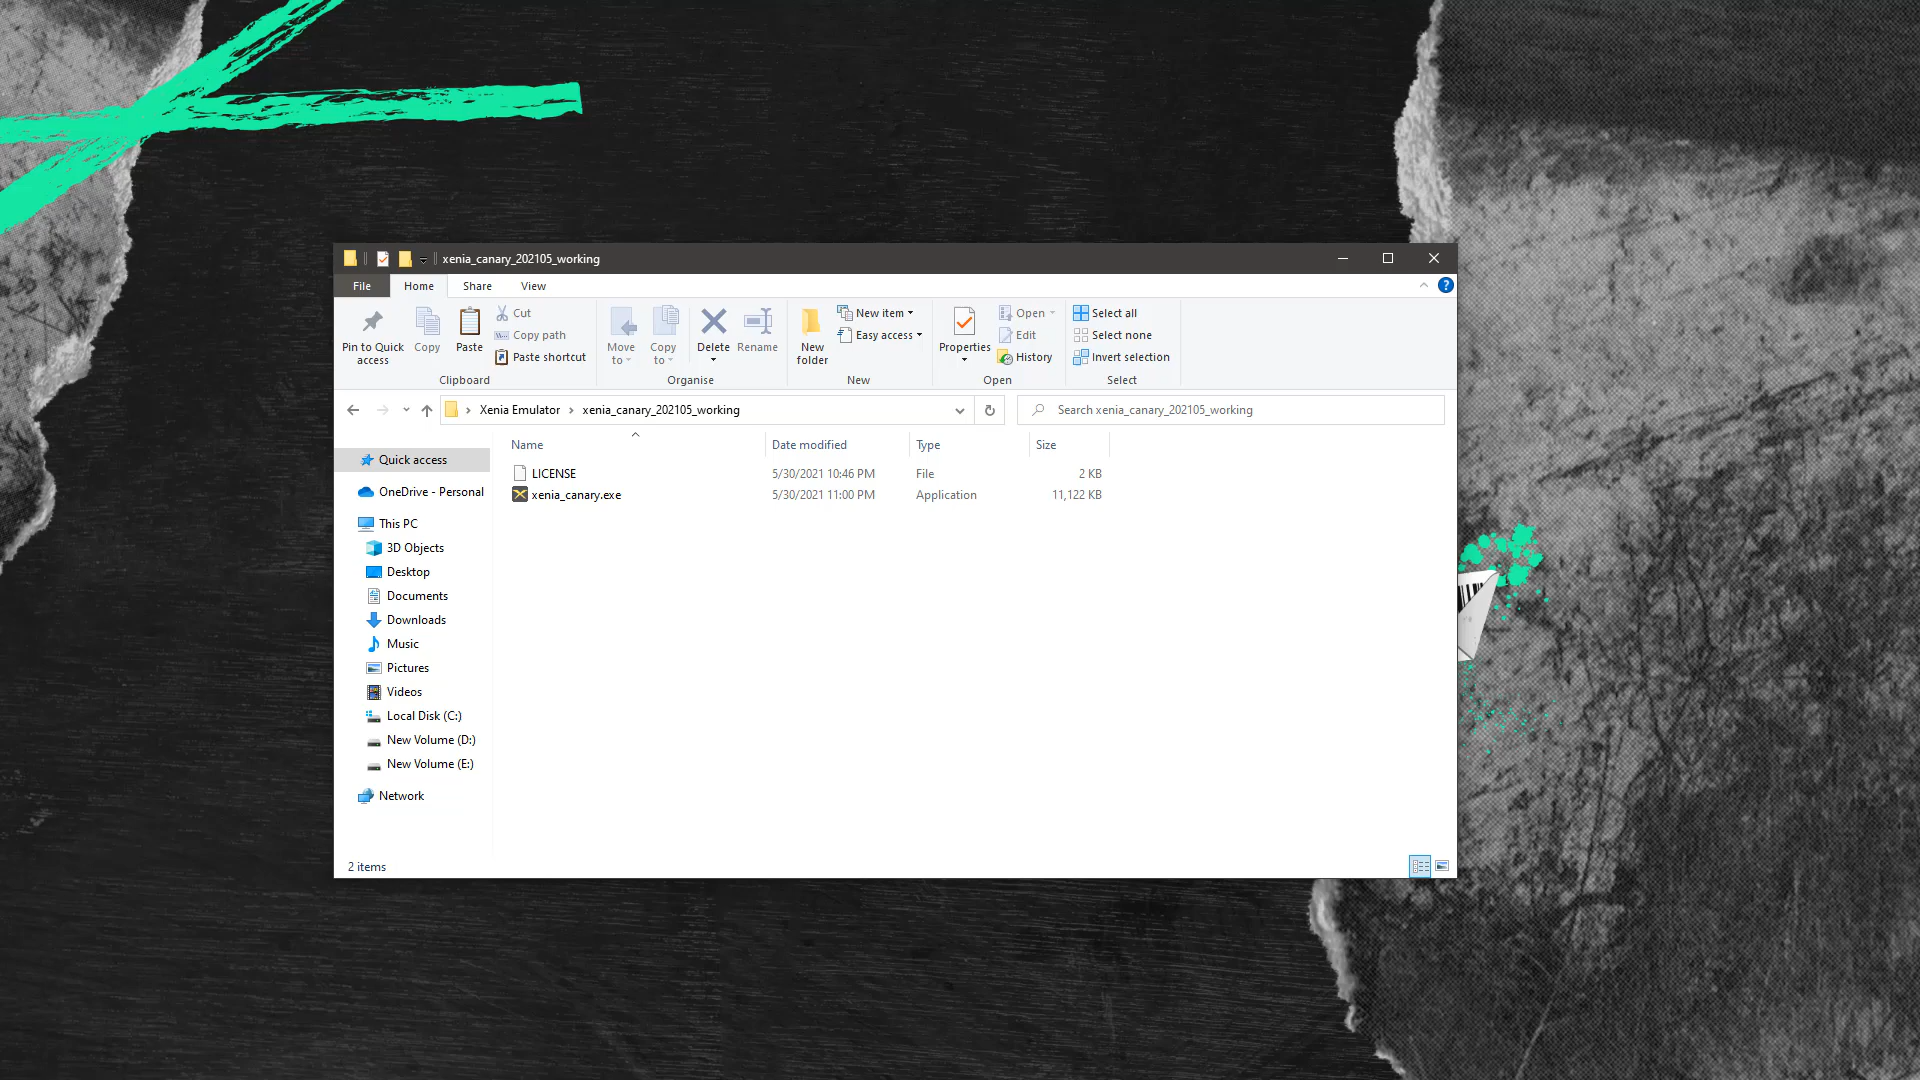 xenia_canary_202105_working
File Home Share View
Pin to Quick access
Copy
Paste
Cut
Copy path
Paste shortcut
Clipboard
Move to
Copy to
Delete
Rename
Organise
New folder
New item
Easy access
New
Properties
Open
Edit
History
Open
Select all
Select none
Invert selection
Select
Xenia Emulator xenia_canary_202105_working
Search xenia_canary_202105_working
Name Date modified Type Size
LICENSE 5/30/2021 10:46 PM File 2 KB
xenia_canary.exe 5/30/2021 11:00 PM Application 11,122 KB
Quick access
OneDrive - Personal
This PC
3D Objects
Desktop
Documents
Downloads
Music
Pictures
Videos
Local Disk (C:)
New Volume (D:)
New Volume (E:)
Network
2 items